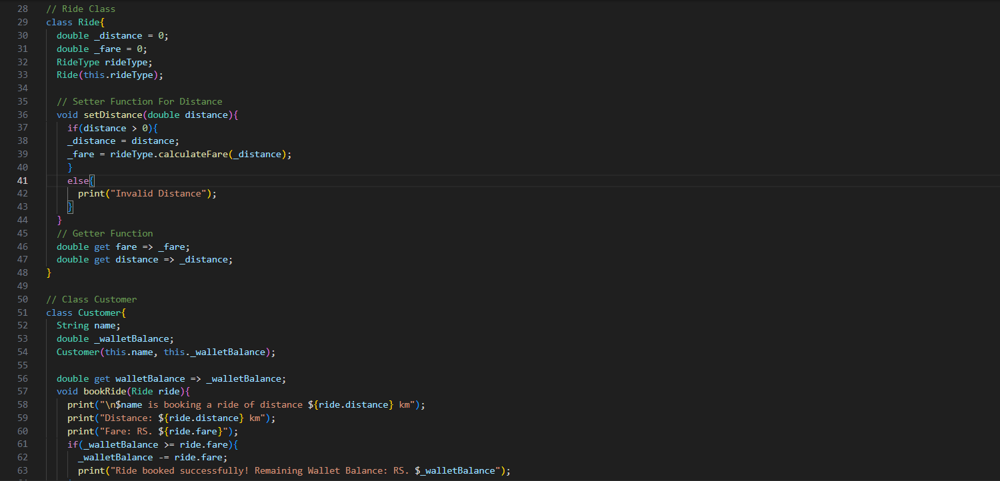 28 // Ride Class
29 class Ride{
30   double _distance = 0;
31   double _fare = 0;
32   RideType rideType;
33   Ride(this.rideType);
34
35   // Setter Function For Distance
36   void setDistance(double distance){
37     if(distance > 0){
38     _distance = distance;
39     _fare = rideType.calculateFare(_distance);
40     }
41     else{
42       print("Invalid Distance");
43     }
44   }
45   // Getter Function
46   double get fare => _fare;
47   double get distance => _distance;
48 }
49
50 // Class Customer
51 class Customer{
52   String name;
53   double _walletBalance;
54   Customer(this.name, this._walletBalance);
55
56   double get walletBalance => _walletBalance;
57   void bookRide(Ride ride){
58     print("\n$name is booking a ride of distance ${ride.distance} km");
59     print("Distance: ${ride.distance} km");
60     print("Fare: RS. ${ride.fare}");
61     if(_walletBalance >= ride.fare){
62       _walletBalance -= ride.fare;
63       print("Ride booked successfully! Remaining Wallet Balance: RS. $_walletBalance");